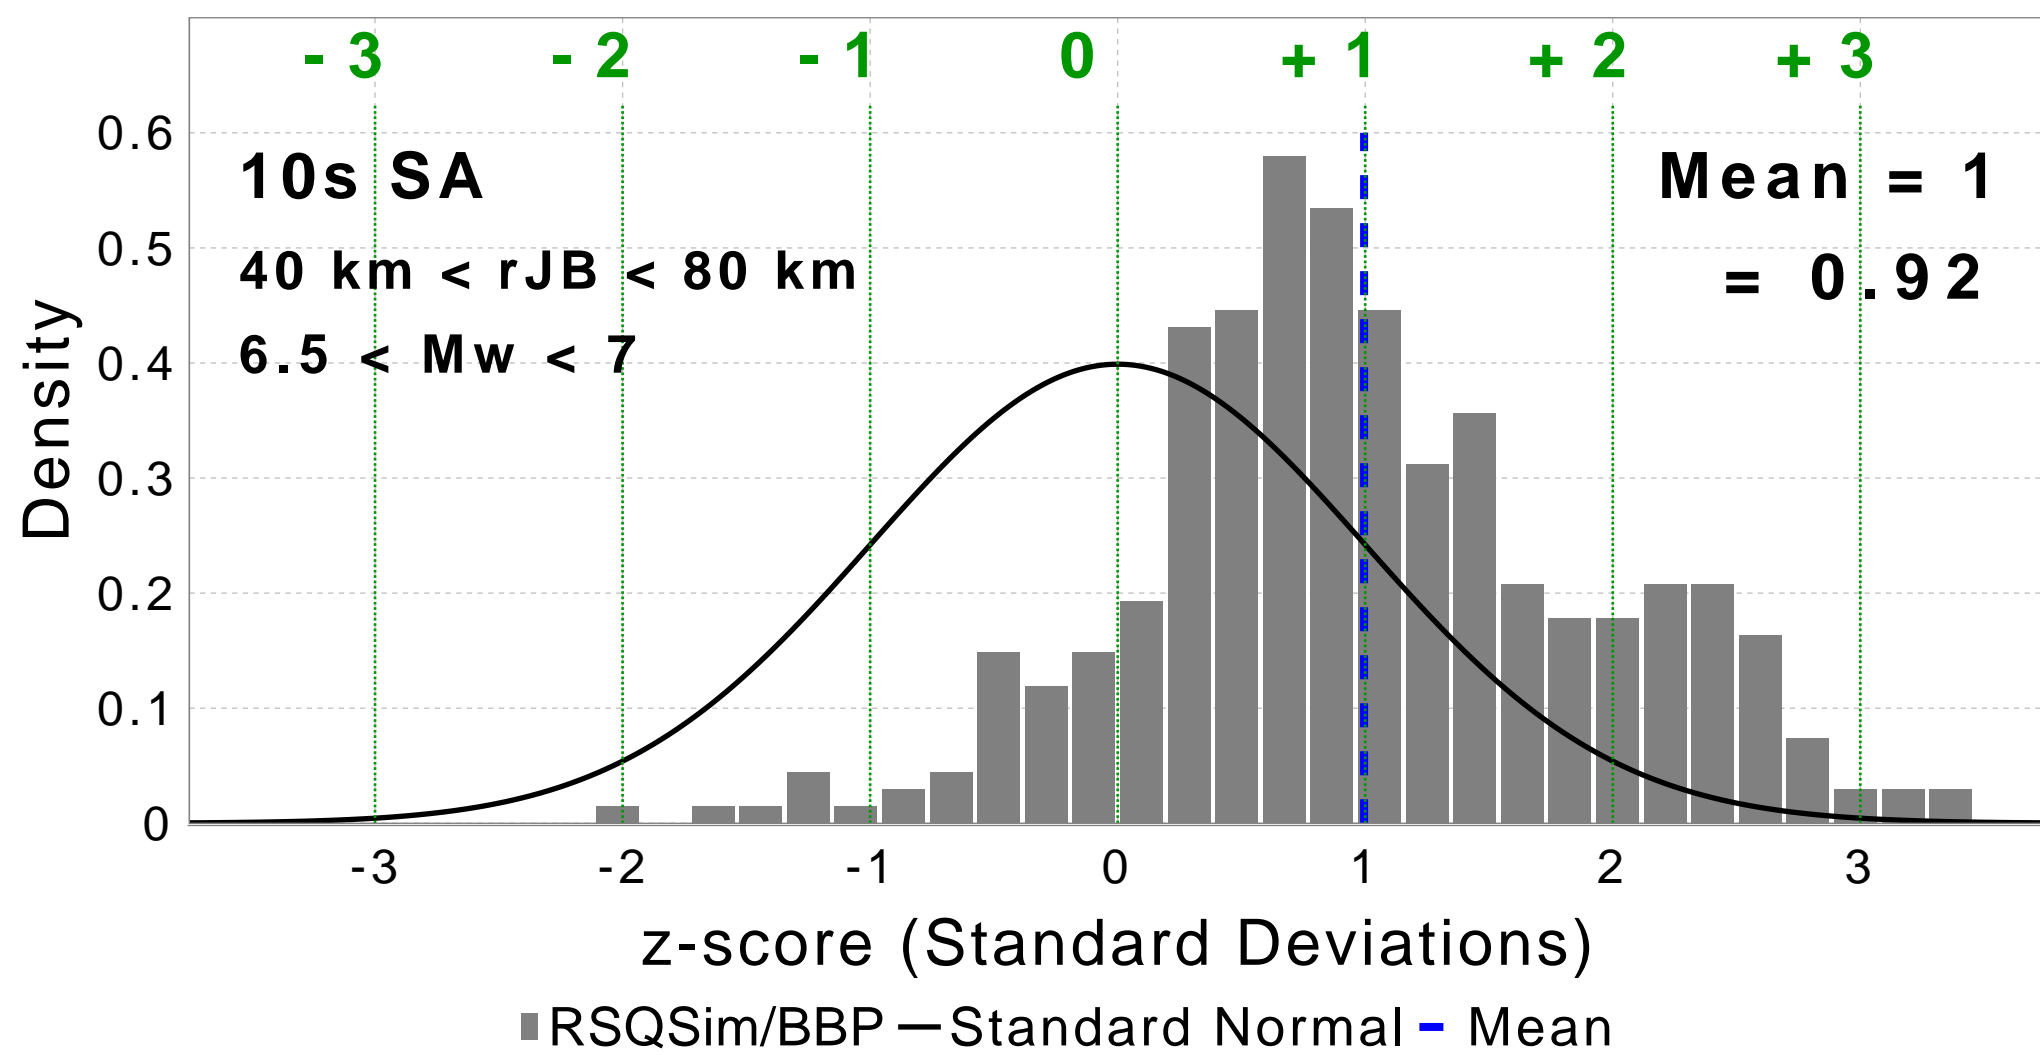 - 3 - 2 - 1 0 + 1 + 2 + 3
0.6
0.5
0.4
0.3
0.2
0.1
0
Density
10s SA
40 km < rJB < 80 km
6.5 < Mw < 7
Mean = 1
= 0.92
-3 -2 -1 0 1 2 3
z-score (Standard Deviations)
RSQSim/BBP Standard Normal Mean